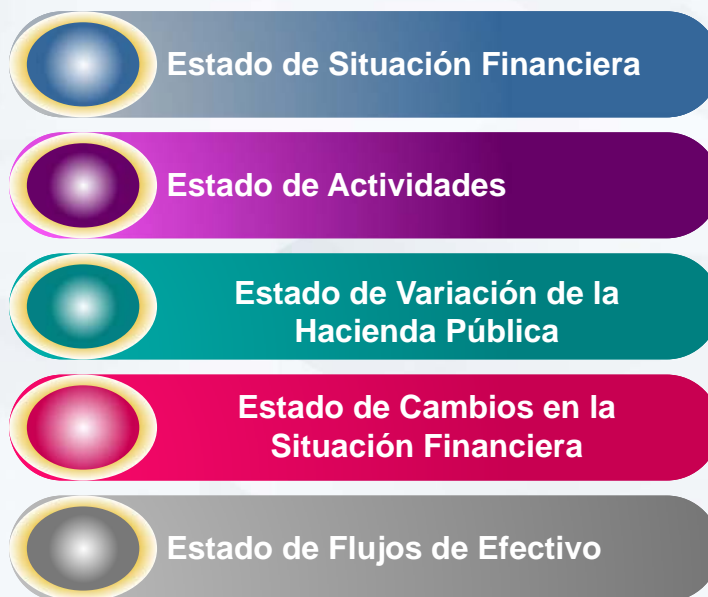 Estado de Situación Financiera
Estado de Actividades
Estado de Variación de la
Hacienda Pública
Estado de Cambios en la
Situación Financiera
Estado de Flujos de Efectivo